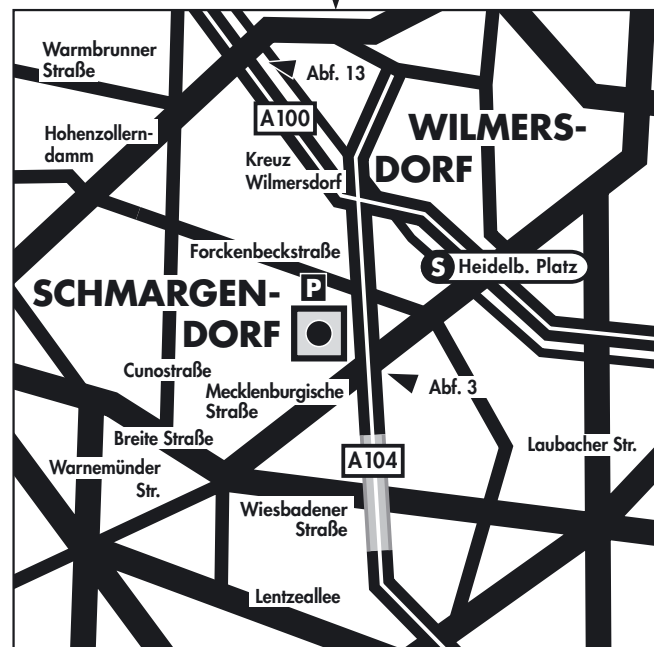 Warmbrunner
Straße
Abf. 13
A100
WILMERS-
DORF
Hohenzollern-
damm
Kreuz
Wilmersdorf
Forckenbeckstraße
S Heidelb. Platz
P
SCHMARGEN-
DORF
Cunostraße
Mecklenburgische
Straße
Abf. 3
Breite Straße
Laubacher Str.
Warnemünder
Str.
A104
Wiesbadener
Straße
Lentzeallee